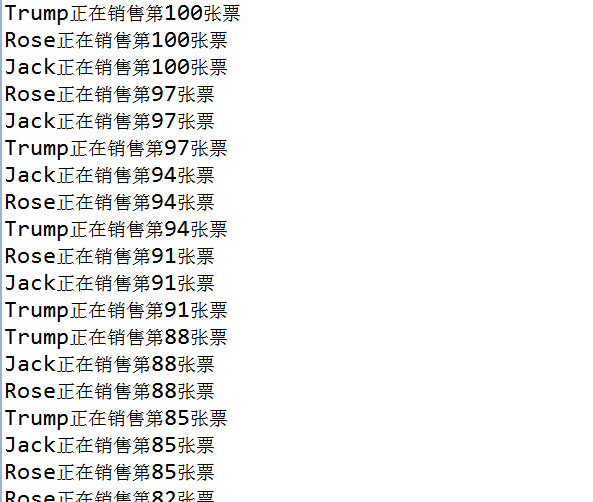 Trump正在销售第100张票
Rose正在销售第100张票
Jack正在销售第100张票
Rose正在销售第97张票
Jack正在销售第97张票
Trump正在销售第97张票
Jack正在销售第94张票
Rose正在销售第94张票
Trump正在销售第94张票
Rose正在销售第91张票
Jack正在销售第91张票
Trump正在销售第91张票
Trump正在销售第88张票
Jack正在销售第88张票
Rose正在销售第88张票
Trump正在销售第85张票
Jack正在销售第85张票
Rose正在销售第85张票
Rose正在销售第82张票